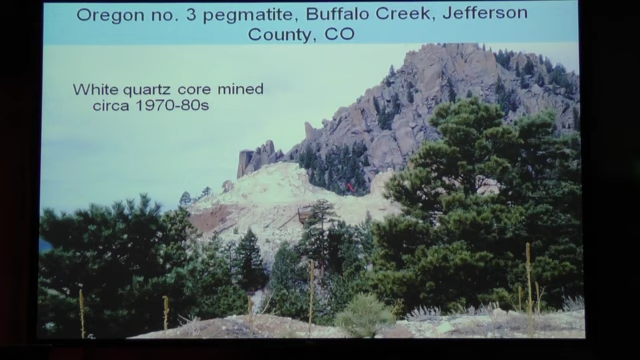 Oregon no. 3 pegmatite, Buffalo Creek, Jefferson
County, CO
White quartz core mined
circa 1970-80s